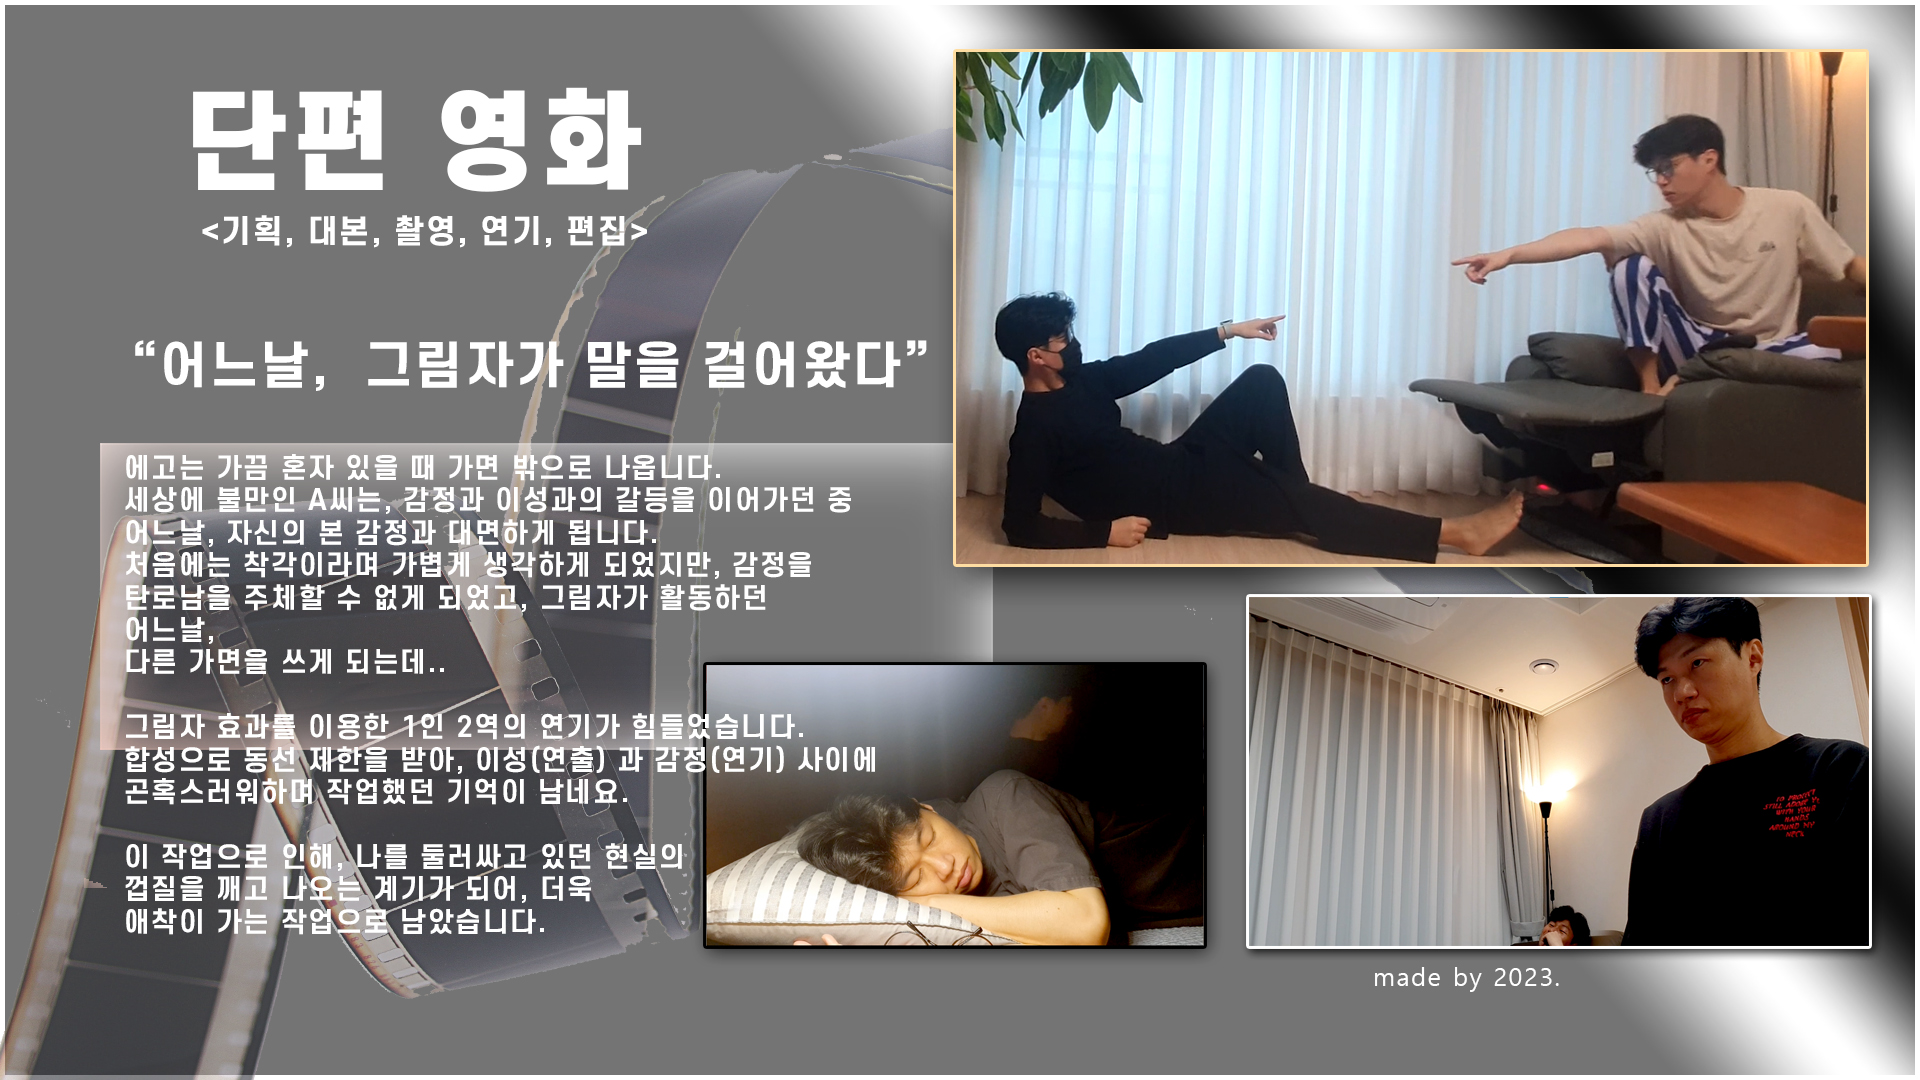 단편 영화
<기획, 대본, 촬영, 연기, 편집>
“어느날, 그림자가 말을 걸어왔다”
에고는 가끔 혼자 있을 때 가면 밖으로 나옵니다.
세상에 불만인 A씨는, 감정과 이성과의 갈등을 이어가던 중
어느날, 자신의 본 감정과 대면하게 됩니다.
처음에는 착각이라며 가볍게 생각하게 되었지만, 감정을
탄로남을 주체할 수 없게 되었고, 그림자가 활동하던
어느날,
다른 가면을 쓰게 되는데..
그림자 효과를 이용한 1인 2역의 연기가 힘들었습니다.
합성으로 동선 제한을 받아, 이성(연출) 과 감정(연기) 사이에
곤혹스러워하며 작업했던 기억이 남네요.
이 작업으로 인해, 나를 둘러싸고 있던 현실의
껍질을 깨고 나오는 계기가 되어, 더욱
애착이 가는 작업으로 남았습니다.
TO PROTECT
STILL ADORE Y
WITH YOUR
HANDS
AROUND MY
NECK
made by 2023.